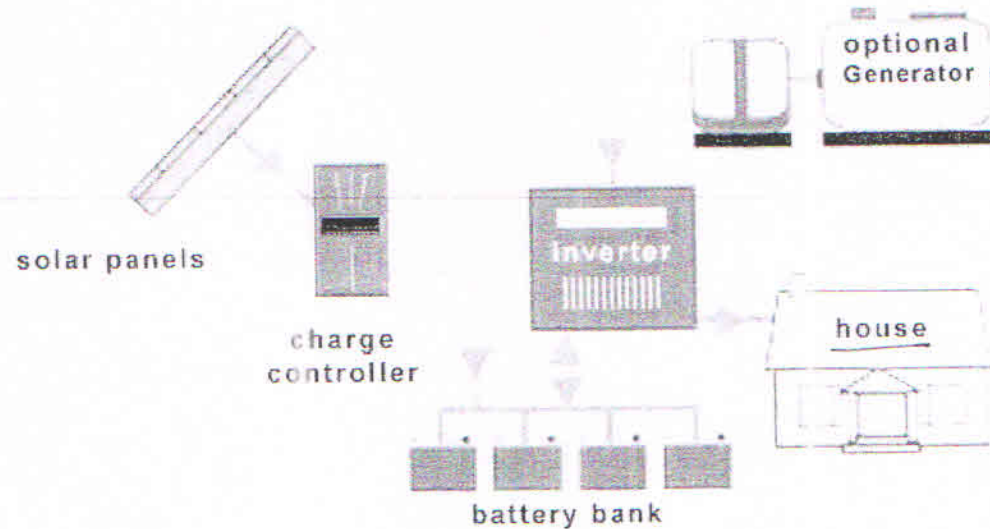 optional
Generator
solar panels
Inverter
charge
controller
house
battery bank